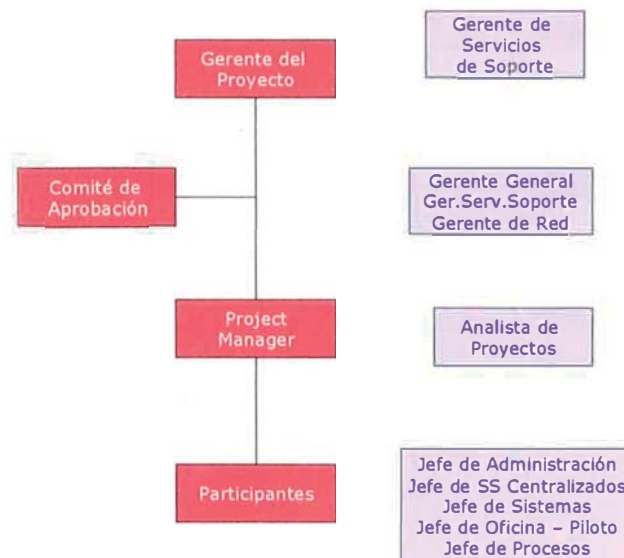 Gerente del
Proyecto
Gerente de
Servicios
de Soporte
Comité de
Aprobación
Gerente General
Ger.Serv.Soporte
Gerente de Red
Project
Manager
Analista de
Proyectos
Participantes
Jefe de Administración
Jefe de SS Centralizados
Jefe de Sistemas
Jefe de Oficina – Piloto
Jefe de Procesos